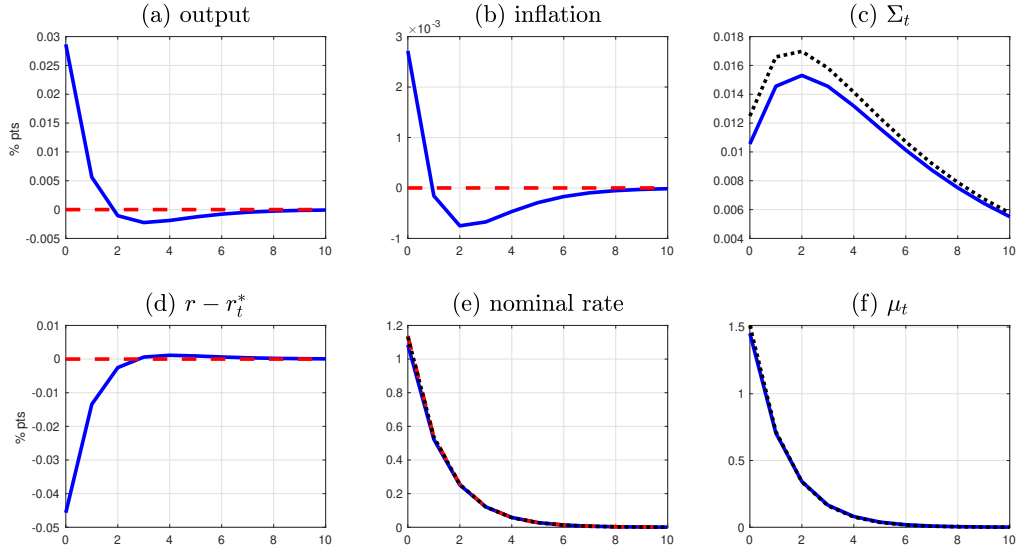 (a) output
(b) inflation
(c) Σt
0.03
0.025
0.02
0.015
0.01
0.005
0
-0.005
% pts
0 2 4 6 8 10
×10-3
3
2
1
0
-1
0 2 4 6 8 10
0.018
0.016
0.014
0.012
0.01
0.008
0.006
0.004
0 2 4 6 8 10
(d) r − r*t
(e) nominal rate
(f) μt
0.01
0
-0.01
-0.02
-0.03
-0.04
-0.05
% pts
0 2 4 6 8 10
1.2
1
0.8
0.6
0.4
0.2
0
0 2 4 6 8 10
1.5
1
0.5
0
0 2 4 6 8 10